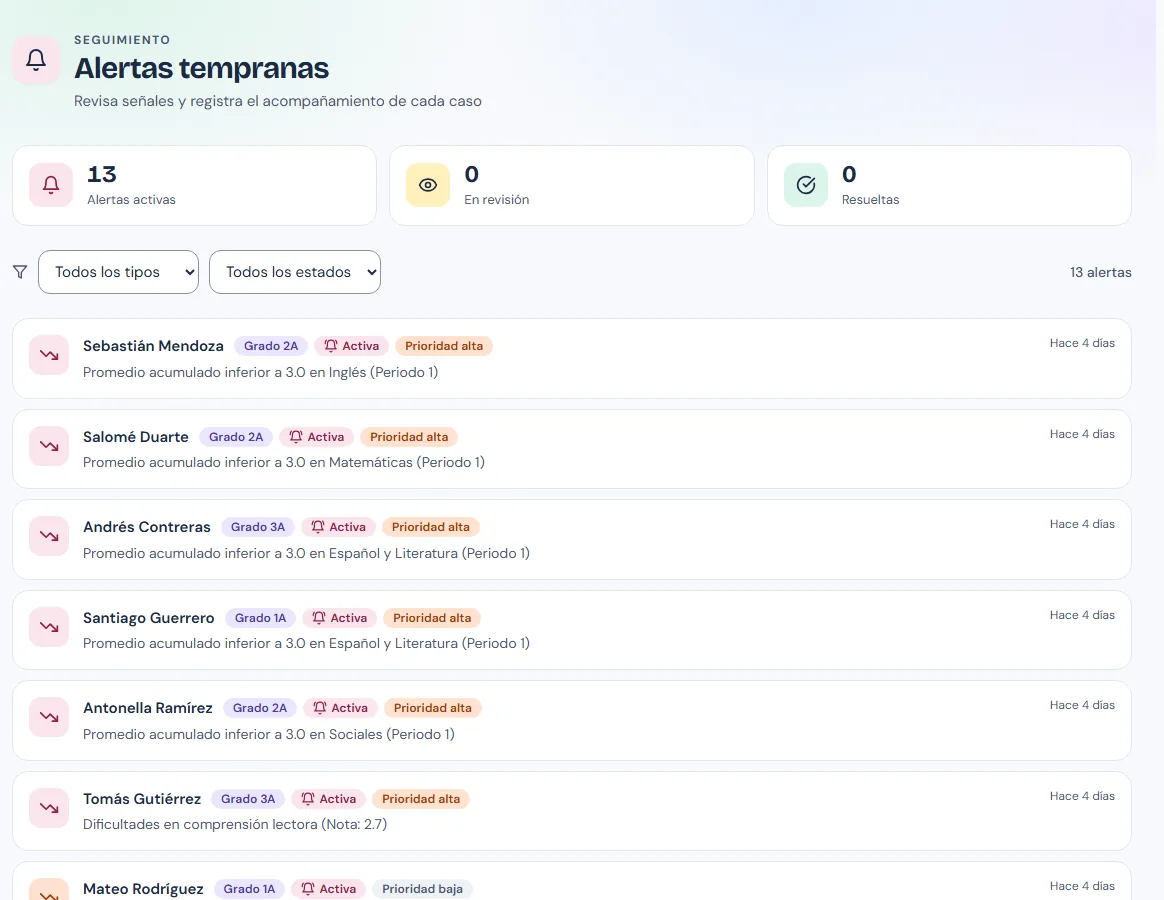 SEGUIMIENTO
Alertas tempranas
Revisa señales y registra el acompañamiento de cada caso
13
Alertas activas
0
En revisión
0
Resueltas
Todos los tipos
Todos los estados
13 alertas
Sebastián Mendoza Grado 2A Activa Prioridad alta Hace 4 días
Promedio acumulado inferior a 3.0 en Inglés (Periodo 1)
Salomé Duarte Grado 2A Activa Prioridad alta Hace 4 días
Promedio acumulado inferior a 3.0 en Matemáticas (Periodo 1)
Andrés Contreras Grado 3A Activa Prioridad alta Hace 4 días
Promedio acumulado inferior a 3.0 en Español y Literatura (Periodo 1)
Santiago Guerrero Grado 1A Activa Prioridad alta Hace 4 días
Promedio acumulado inferior a 3.0 en Español y Literatura (Periodo 1)
Antonella Ramírez Grado 2A Activa Prioridad alta Hace 4 días
Promedio acumulado inferior a 3.0 en Sociales (Periodo 1)
Tomás Gutiérrez Grado 3A Activa Prioridad alta Hace 4 días
Dificultades en comprensión lectora (Nota: 2.7)
Mateo Rodríguez Grado 1A Activa Prioridad baja Hace 4 días